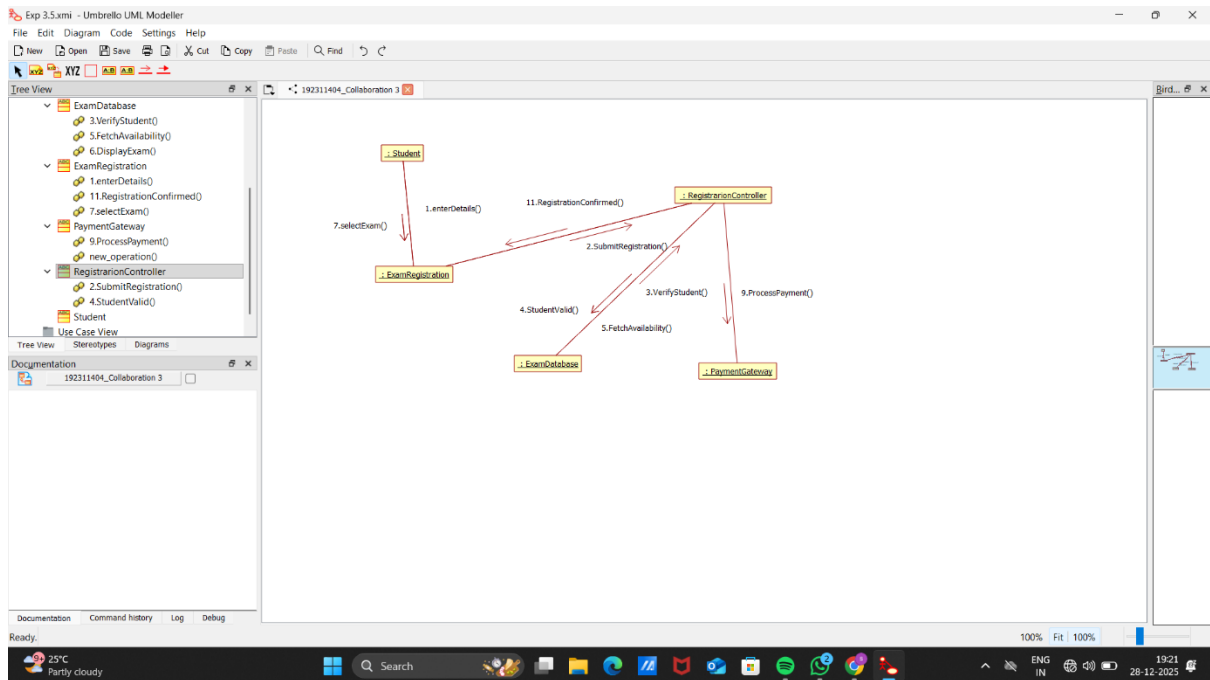 Exp 3.5.xmi - Umbrello UML Modeller
File Edit Diagram Code Settings Help
New Open Save Cut Copy Paste Find
XYZ XYZ A:B A:B
Tree View
192311404_Collaboration 3
Bird...
ExamDatabase
3.VerifyStudent()
5.FetchAvailability()
6.DisplayExam()
ExamRegistration
1.enterDetails()
11.RegistrationConfirmed()
7.selectExam()
PaymentGateway
9.ProcessPayment()
new_operation()
RegistrarionController
2.SubmitRegistration()
4.StudentValid()
Student
Use Case View
Tree View Stereotypes Diagrams
Documentation
192311404_Collaboration 3
: Student
: RegistrarionController
1.enterDetails()
11.RegistrationConfirmed()
7.selectExam()
2.SubmitRegistration()
: ExamRegistration
3.VerifyStudent()
9.ProcessPayment()
4.StudentValid()
5.FetchAvailability()
: ExamDatabase
: PaymentGateway
Documentation Command history Log Debug
Ready.
100% Fit 100%
25°C
Partly cloudy
Search
2
ENG
IN
19:21
28-12-2025